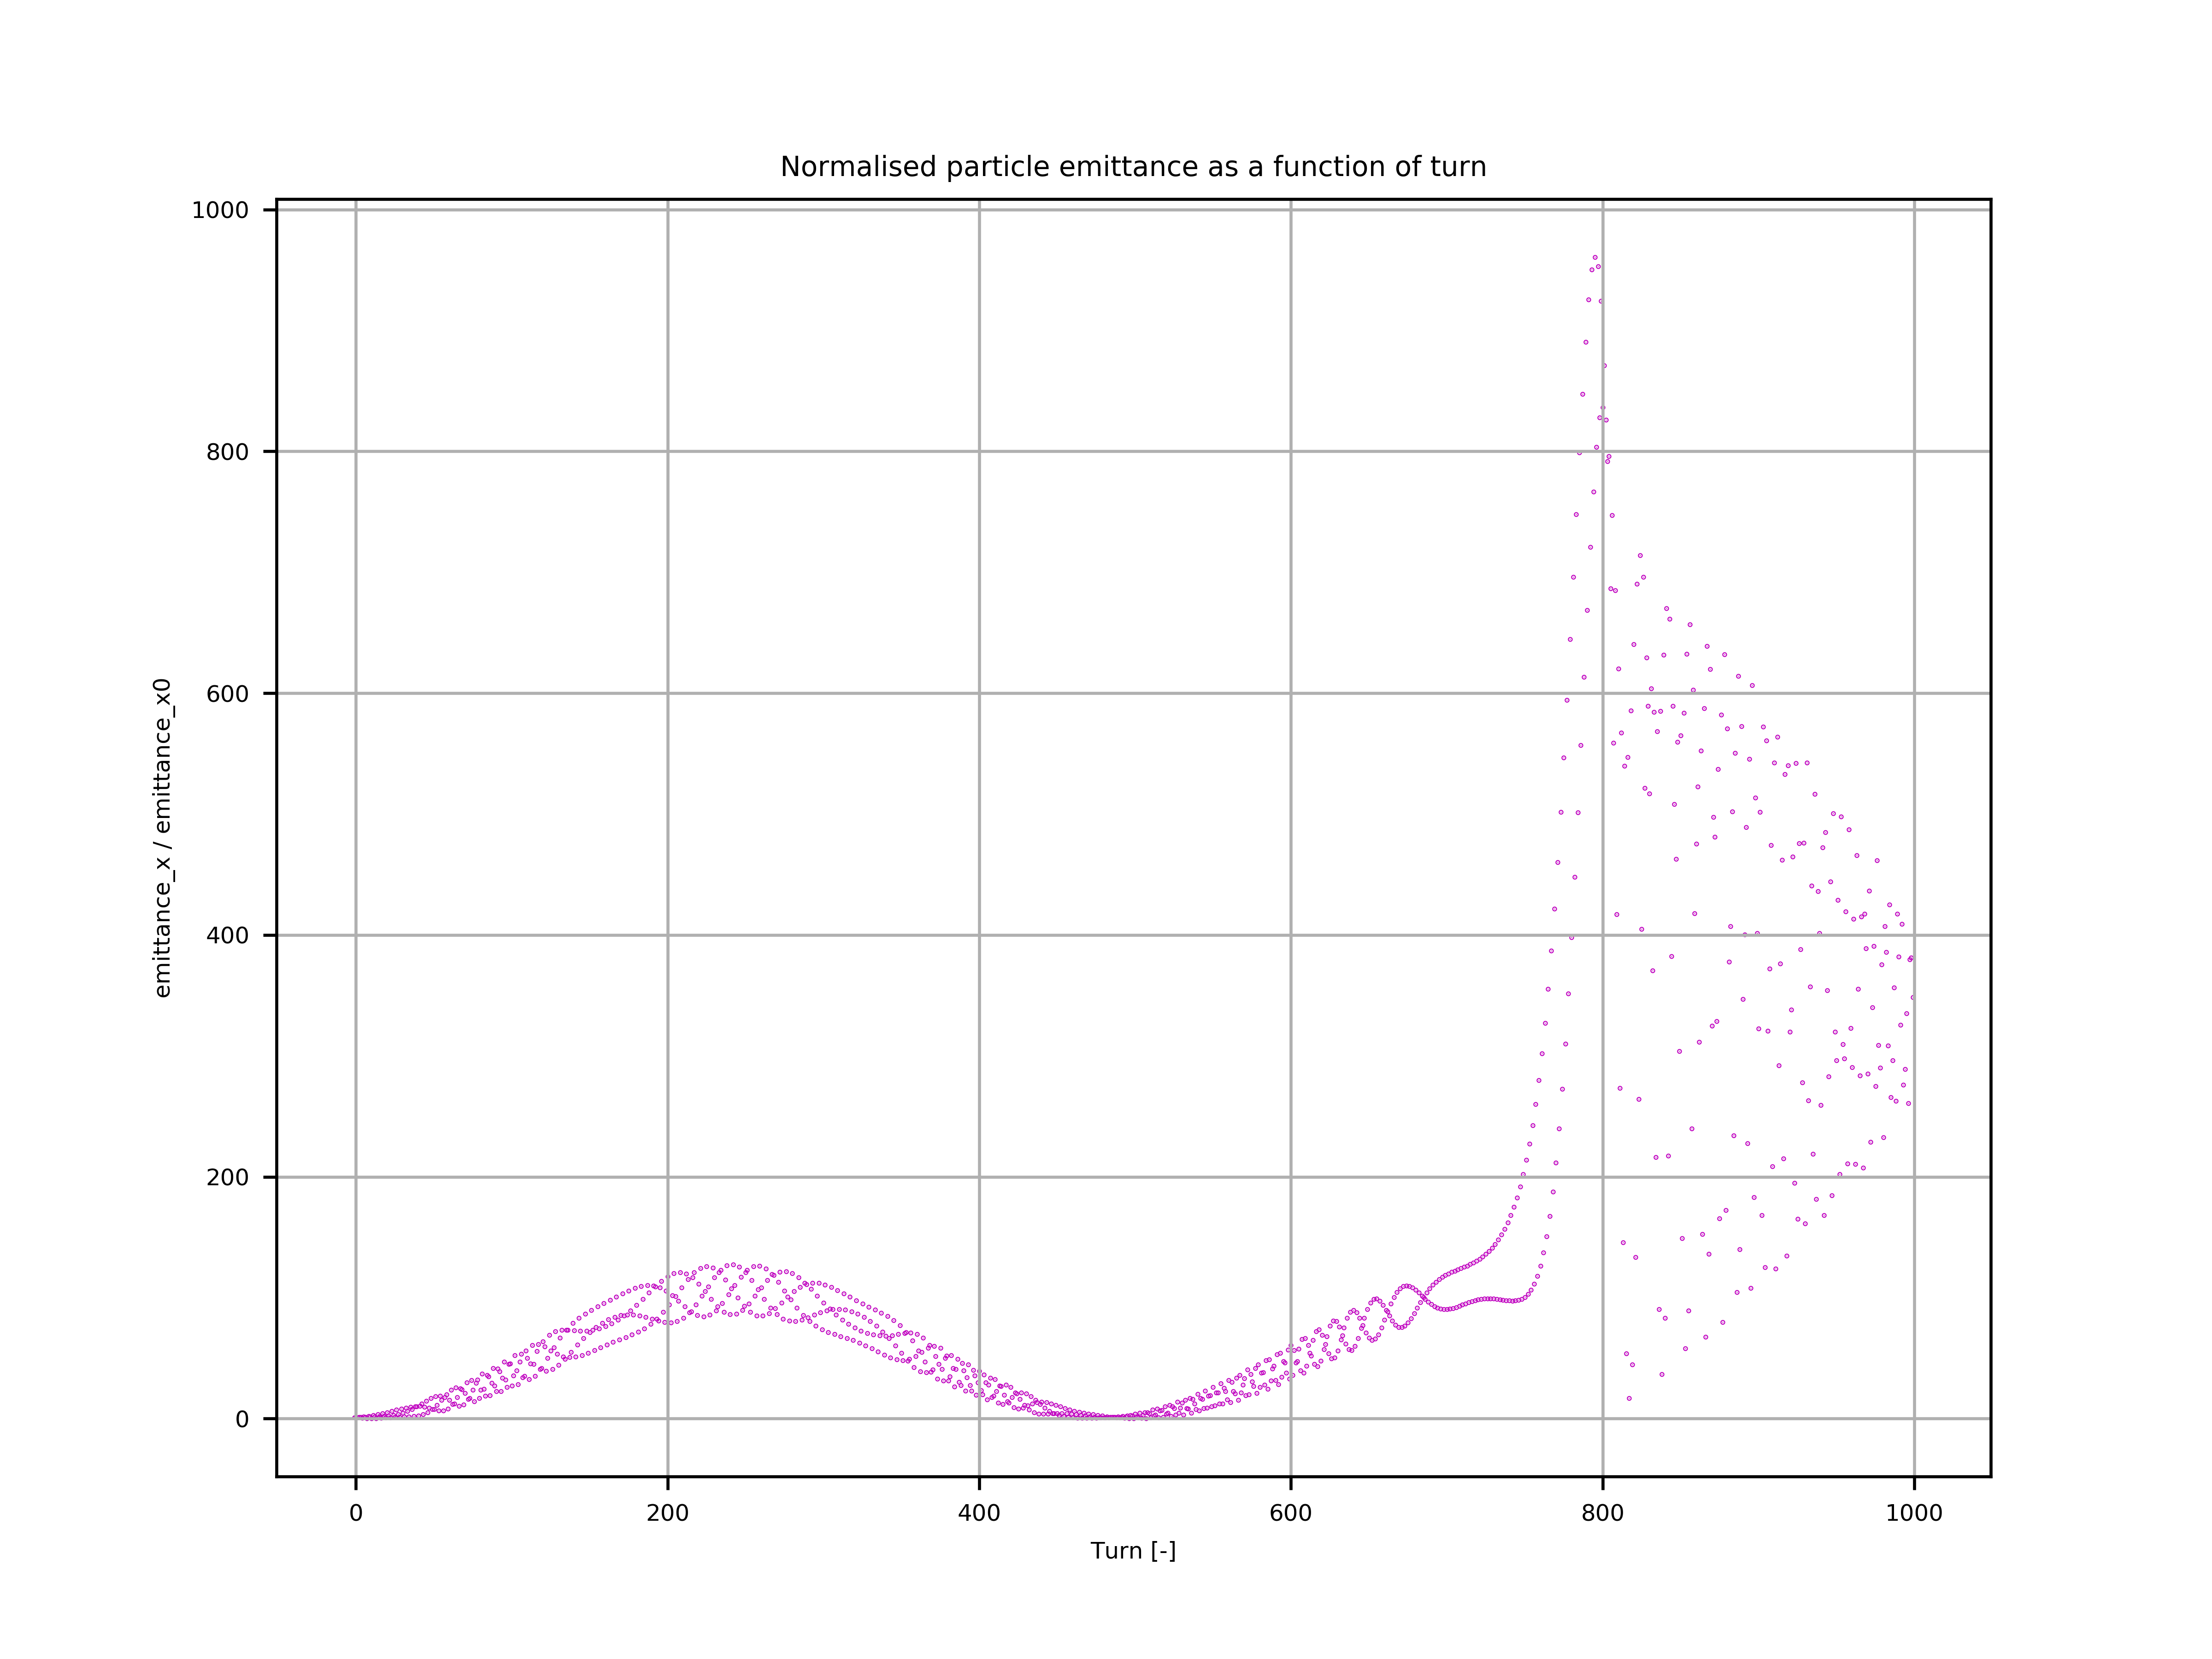 Normalised particle emittance as a function of turn
1000
800
600
400
200
0
emittance_x / emittance_x0
0 200 400 600 800 1000
Turn [-]